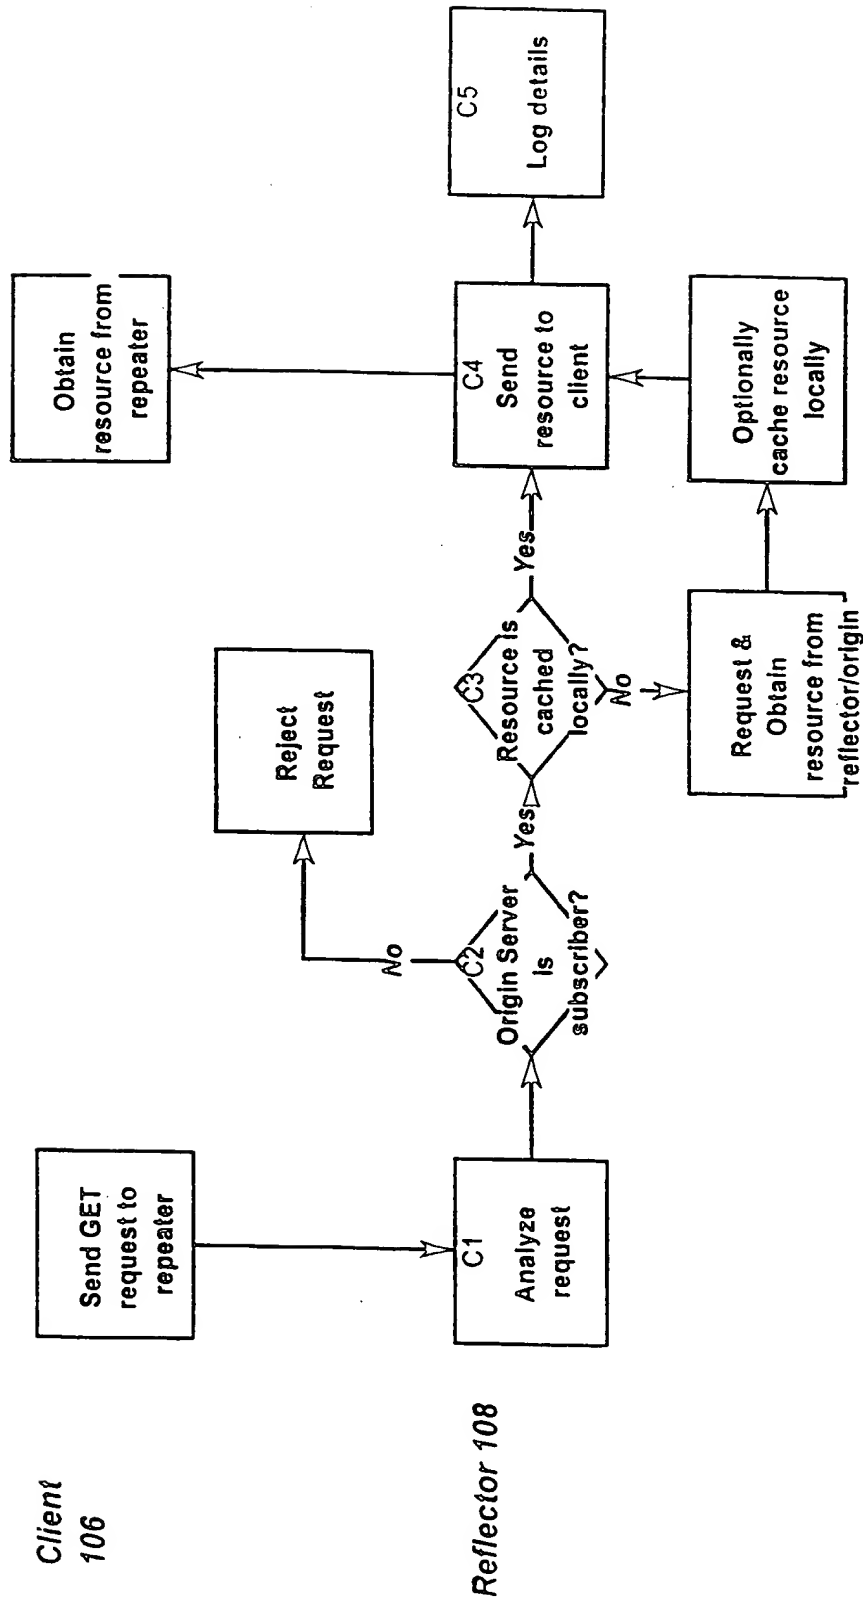 Client
106
Send GET
request to
repeater
Obtain
resource from
repeater
Reject
Request
Reflector 108
C1
Analyze
request
No
C2
Origin Server
is
subscriber?
Yes
C3
Resource is
cached
locally?
Yes
No
C4
Send
resource to
client
C5
Log details
Request &
Obtain
resource from
reflector/origin
Optionally
cache resource
locally